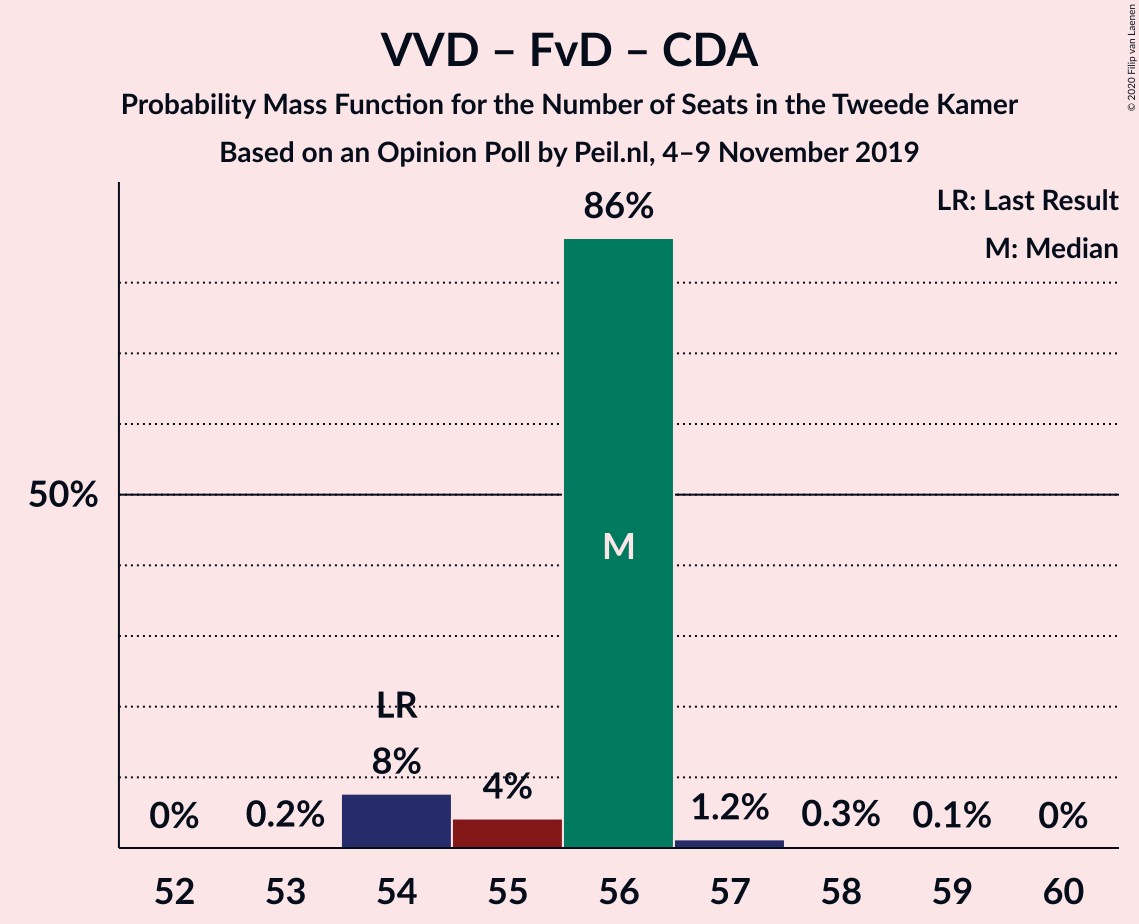 VVD – FvD – CDA
Probability Mass Function for the Number of Seats in the Tweede Kamer
Based on an Opinion Poll by Peil.nl, 4–9 November 2019
© 2020 Filip van Laenen
LR: Last Result
M: Median
86%
50%
M
LR
0%
0.2%
8%
4%
1.2%
0.3%
0.1%
0%
52 53 54 55 56 57 58 59 60